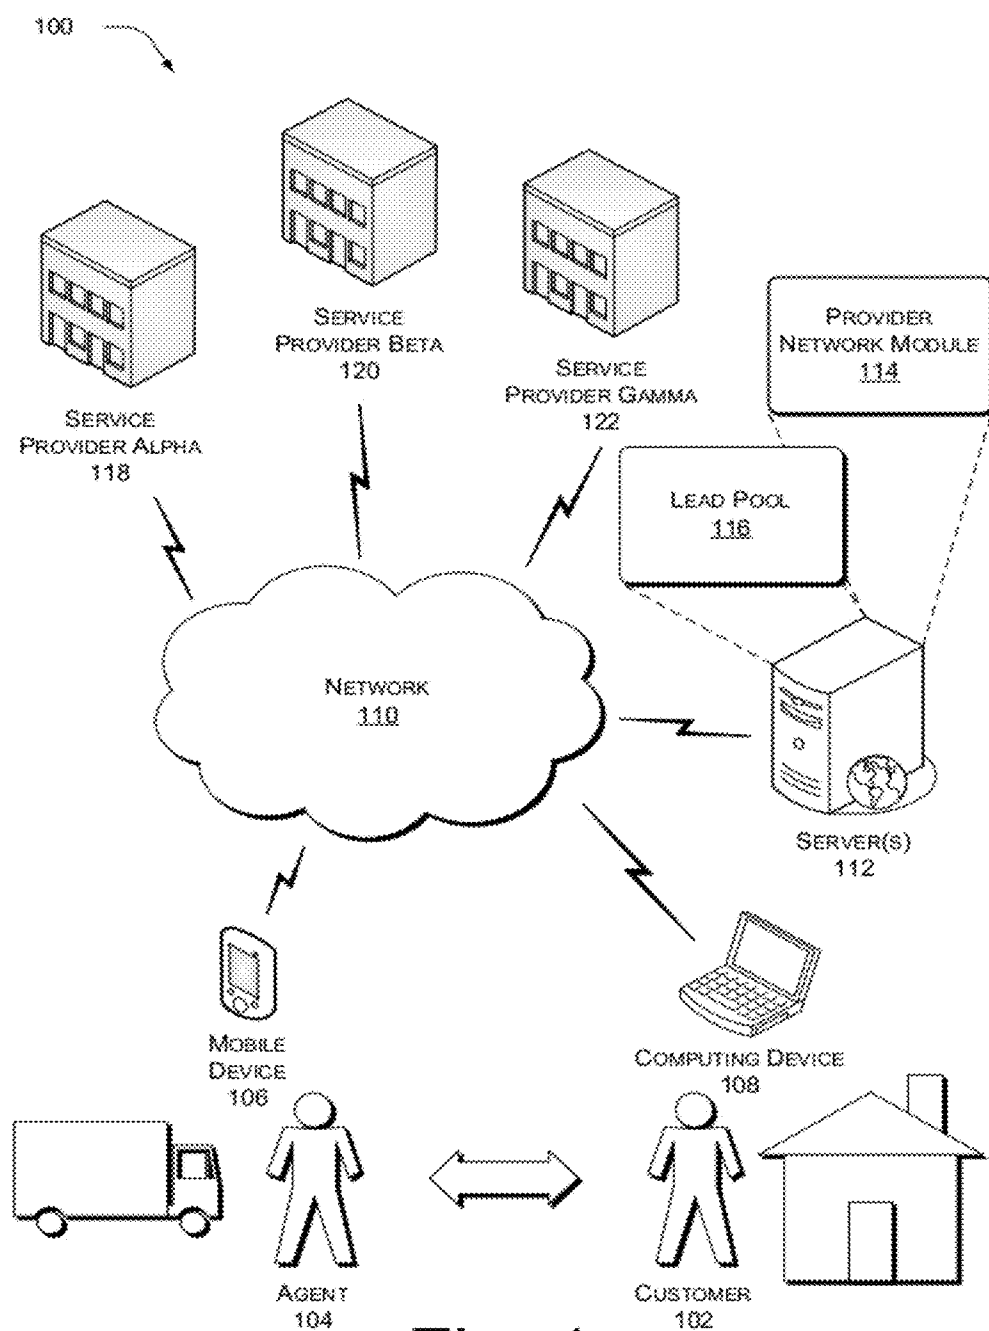 100
SERVICE
PROVIDER BETA
120
SERVICE
PROVIDER ALPHA
118
SERVICE
PROVIDER GAMMA
122
PROVIDER
NETWORK MODULE
114
LEAD POOL
116
NETWORK
110
SERVER(S)
112
MOBILE
DEVICE
106
COMPUTING DEVICE
108
AGENT
104
CUSTOMER
102